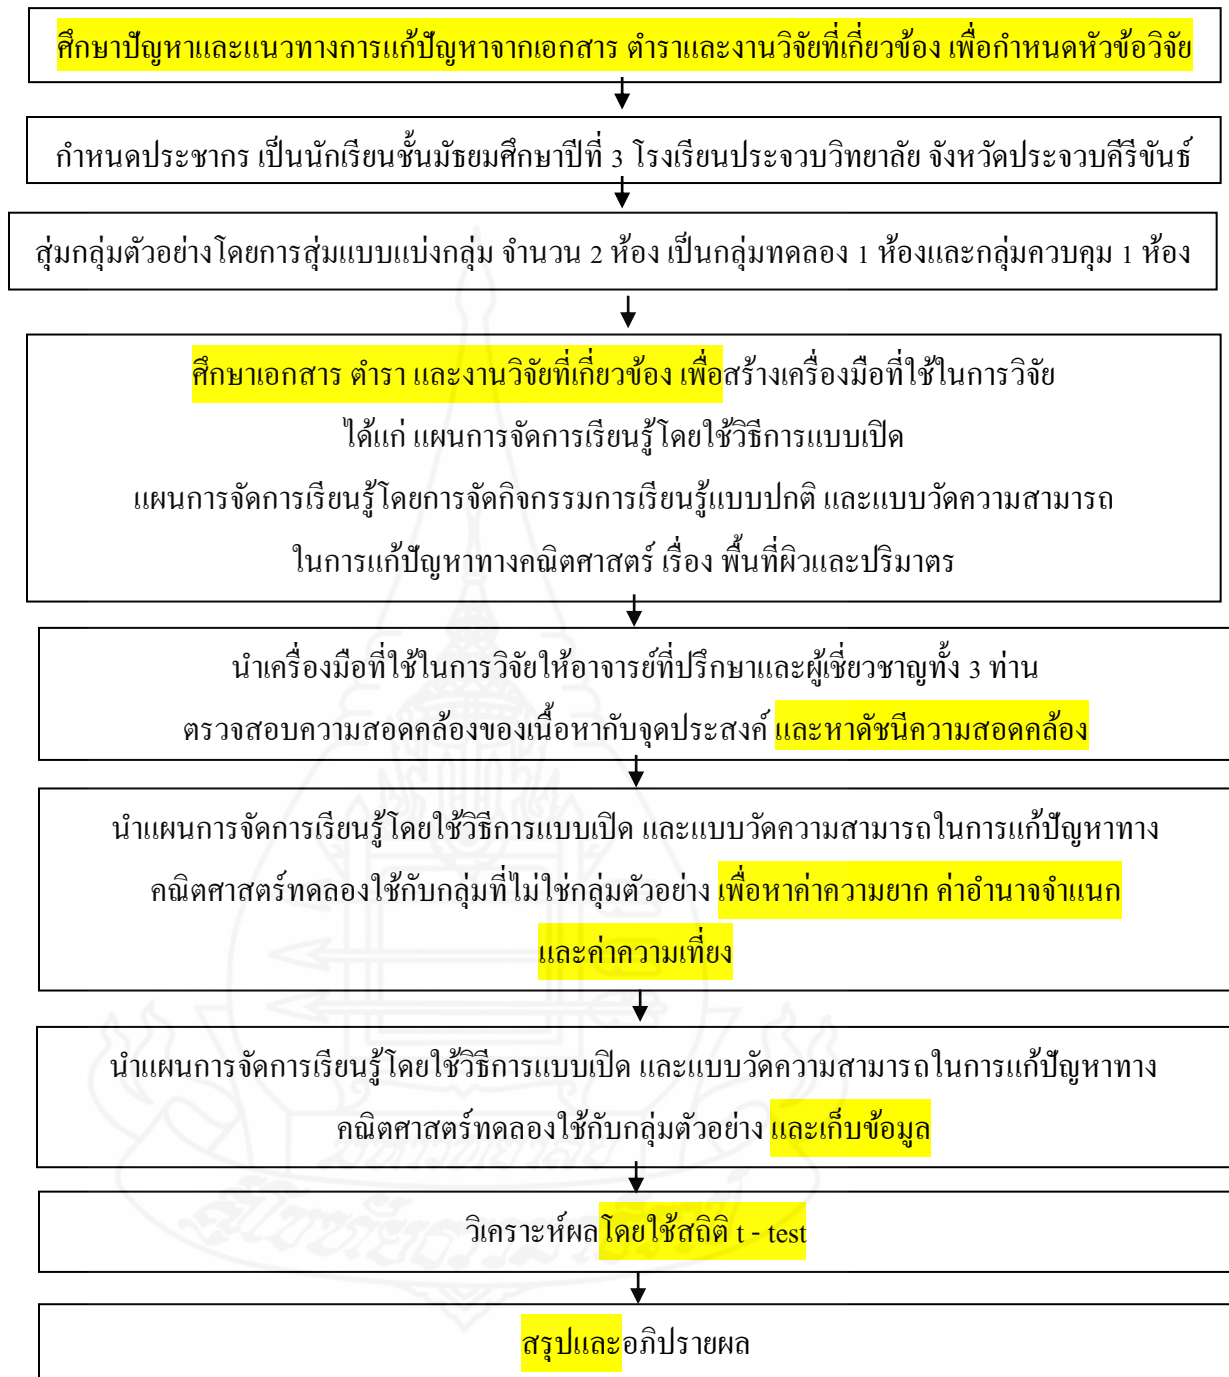 ศึกษาปัญหาและแนวทางการแก้ปัญหาจากเอกสาร ตำราและงานวิจัยที่เกี่ยวข้อง เพื่อกำหนดหัวข้อวิจัย
กำหนดประชากร เป็นนักเรียนชั้นมัธยมศึกษาปีที่ 3 โรงเรียนประจวบวิทยาลัย จังหวัดประจวบคีรีขันธ์
สุ่มกลุ่มตัวอย่างโดยการสุ่มแบบแบ่งกลุ่ม จำนวน 2 ห้อง เป็นกลุ่มทดลอง 1 ห้องและกลุ่มควบคุม 1 ห้อง
ศึกษาเอกสาร ตำรา และงานวิจัยที่เกี่ยวข้อง เพื่อสร้างเครื่องมือที่ใช้ในการวิจัย
ได้แก่ แผนการจัดการเรียนรู้โดยใช้วิธีการแบบเปิด
แผนการจัดการเรียนรู้โดยการจัดกิจกรรมการเรียนรู้แบบปกติ และแบบวัดความสามารถ
ในการแก้ปัญหาทางคณิตศาสตร์ เรื่อง พื้นที่ผิวและปริมาตร
นำเครื่องมือที่ใช้ในการวิจัยให้อาจารย์ที่ปรึกษาและผู้เชี่ยวชาญทั้ง 3 ท่าน
ตรวจสอบความสอดคล้องของเนื้อหากับจุดประสงค์ และหาดัชนีความสอดคล้อง
นำแผนการจัดการเรียนรู้โดยใช้วิธีการแบบเปิด และแบบวัดความสามารถในการแก้ปัญหาทาง
คณิตศาสตร์ทดลองใช้กับกลุ่มที่ไม่ใช่กลุ่มตัวอย่าง เพื่อหาค่าความยาก ค่าอำนาจจำแนก
และค่าความเที่ยง
นำแผนการจัดการเรียนรู้โดยใช้วิธีการแบบเปิด และแบบวัดความสามารถในการแก้ปัญหาทาง
คณิตศาสตร์ทดลองใช้กับกลุ่มตัวอย่าง และเก็บข้อมูล
วิเคราะห์ผลโดยใช้สถิติ t - test
สรุปและอภิปรายผล